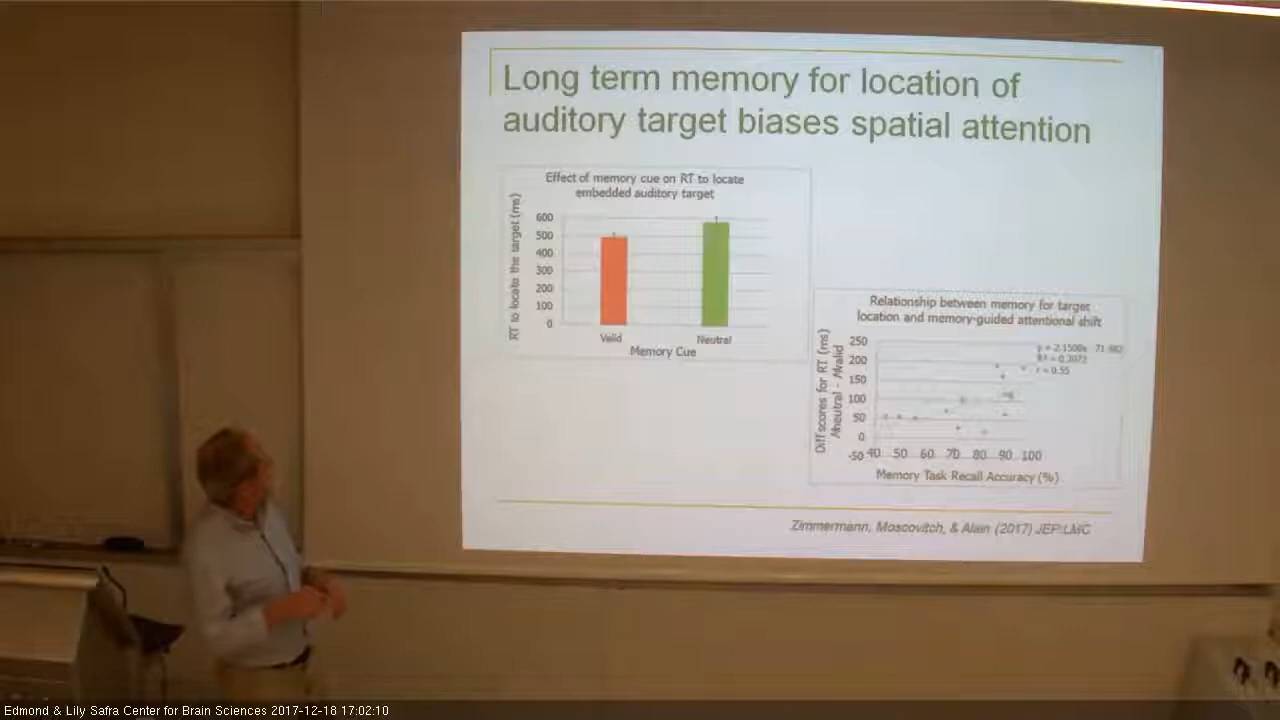 Long term memory for location of
auditory target biases spatial attention
Effect of memory cue on RT to locate
embedded auditory target
RT to locate the target (ms)
600
500
400
300
200
100
0
Valid
Neutral
Memory Cue
Relationship between memory for target
location and memory-guided attentional shift
Diff scores for RT (ms)
Neutral - Valid
250
200
150
100
50
0
-50
40 50 60 70 80 90 100
r = 0.55
Memory Task Recall Accuracy (%)
Zimmermann, Moscovitch, & Alain (2017) JEP:LMC
Edmond & Lily Safra Center for Brain Sciences 2017-12-18 17:02:10